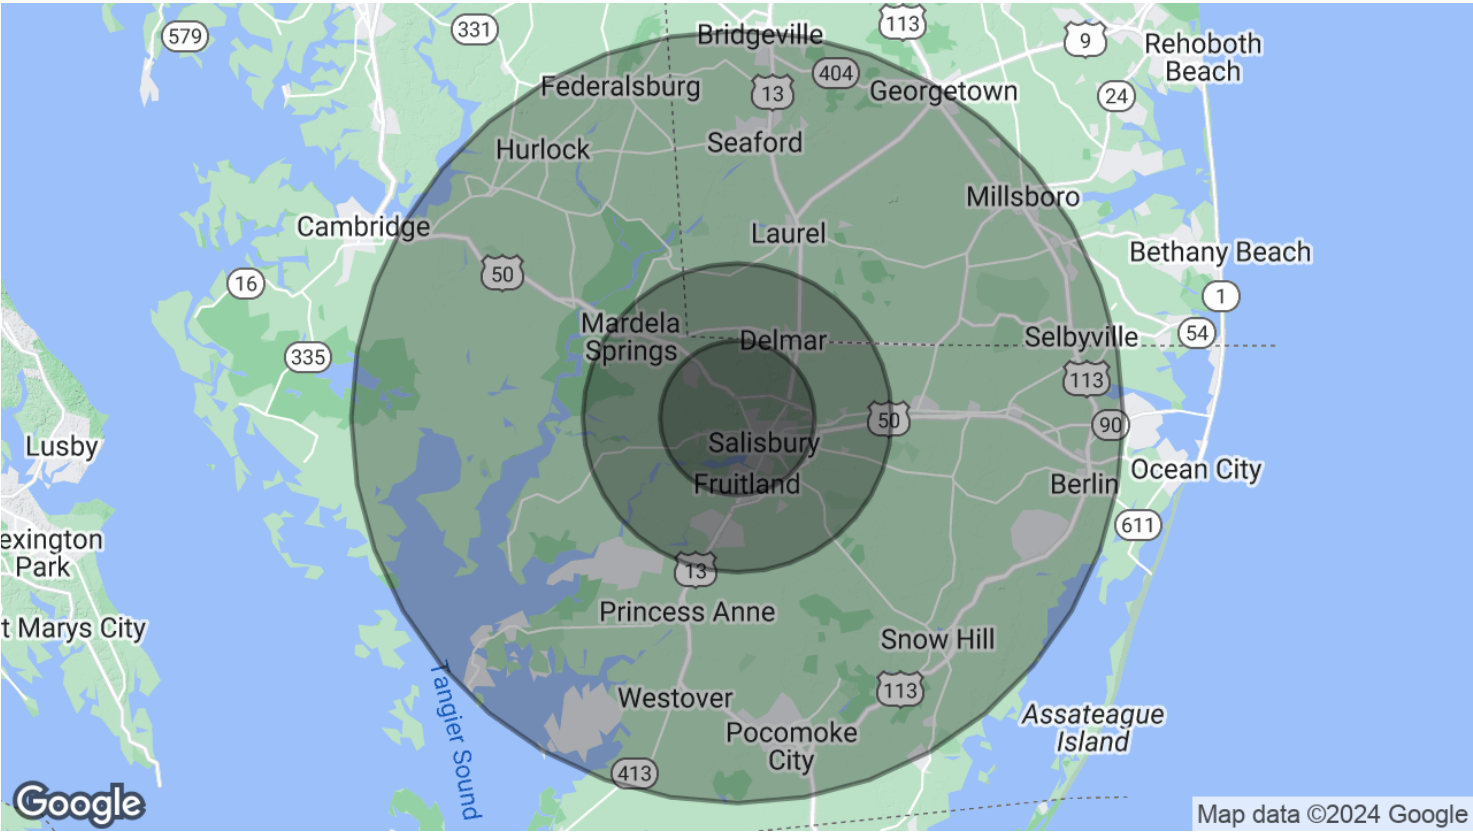 579
331
113
Bridgeville
9
Rehoboth
Beach
404
Federalsburg
13
Georgetown
24
Seaford
Hurlock
Millsboro
Cambridge
Laurel
Bethany Beach
50
16
1
Mardela
Springs
Delmar
Selbyville
54
335
113
50
90
Lusby
Salisbury
Ocean City
Fruitland
Berlin
611
exington
Park
13
Princess Anne
t Marys City
Snow Hill
Tangier Sound
113
Westover
Assateague
Island
Pocomoke
City
413
Google
Map data ©2024 Google